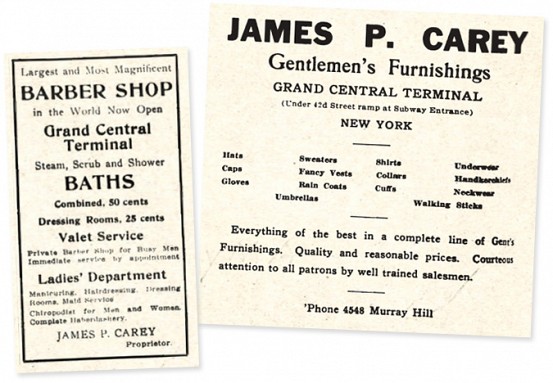 Largest and Most Magnificent
BARBER SHOP
in the World Now Open
Grand Central
Terminal
Steam, Scrub and Shower
BATHS
Combined, 50 cents
Dressing Rooms, 25 cents
Valet Service
Private Barber Shop for Busy Men
Immediate service by appointment
Ladies' Department
Manicuring, Hairdressing, Dressing
Rooms, Maid Service
Chiropodist for Men and Women.
Complete Haberdashery.
JAMES P. CAREY
Proprietor.
JAMES P. CAREY
Gentlemen's Furnishings
GRAND CENTRAL TERMINAL
(Under 42d Street ramp at Subway Entrance)
NEW YORK
Hats Sweaters Shirts Underwear
Caps Fancy Vests Collars Handkerchiefs
Gloves Rain Coats Cuffs Neckwear
Umbrellas Walking Sticks
Everything of the best in a complete line of Gent's
Furnishings. Quality and reasonable prices. Courteous
attention to all patrons by well trained salesmen.
'Phone 4548 Murray Hill